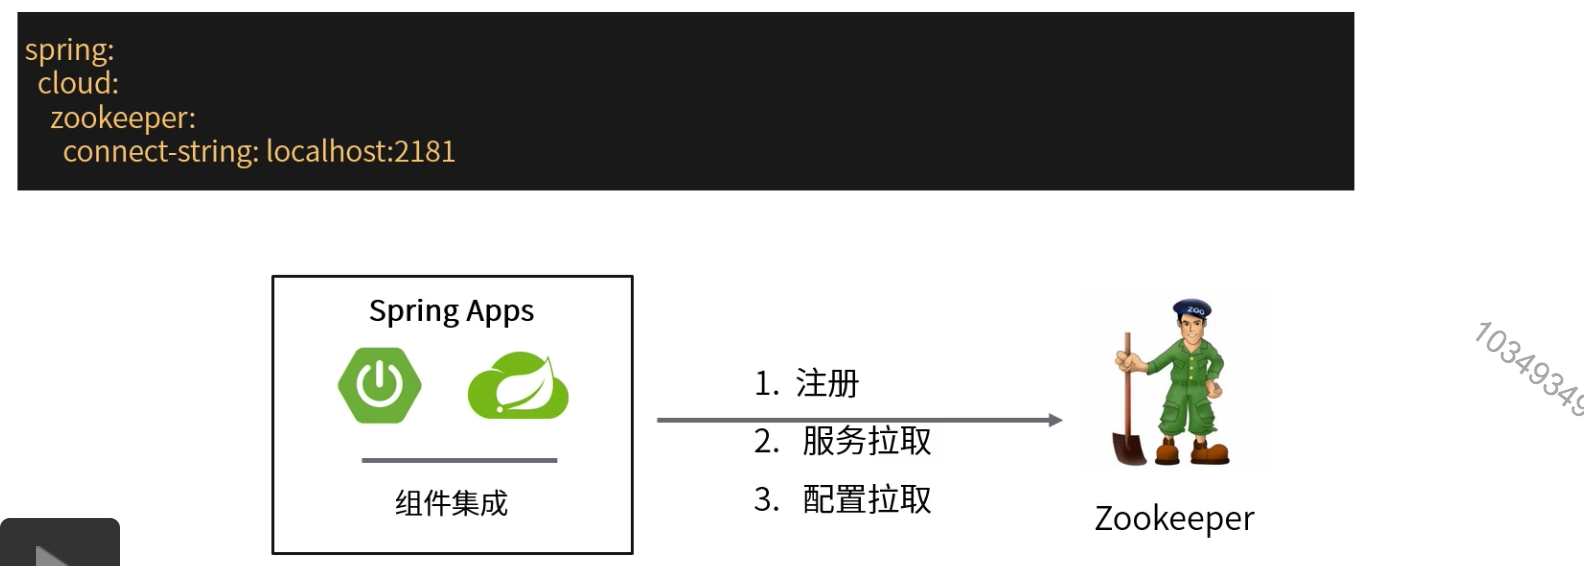 spring:
cloud:
zookeeper:
connect-string: localhost:2181
Spring Apps
组件集成
1. 注册
2. 服务拉取
3. 配置拉取
ZOO
Zookeeper
10349349